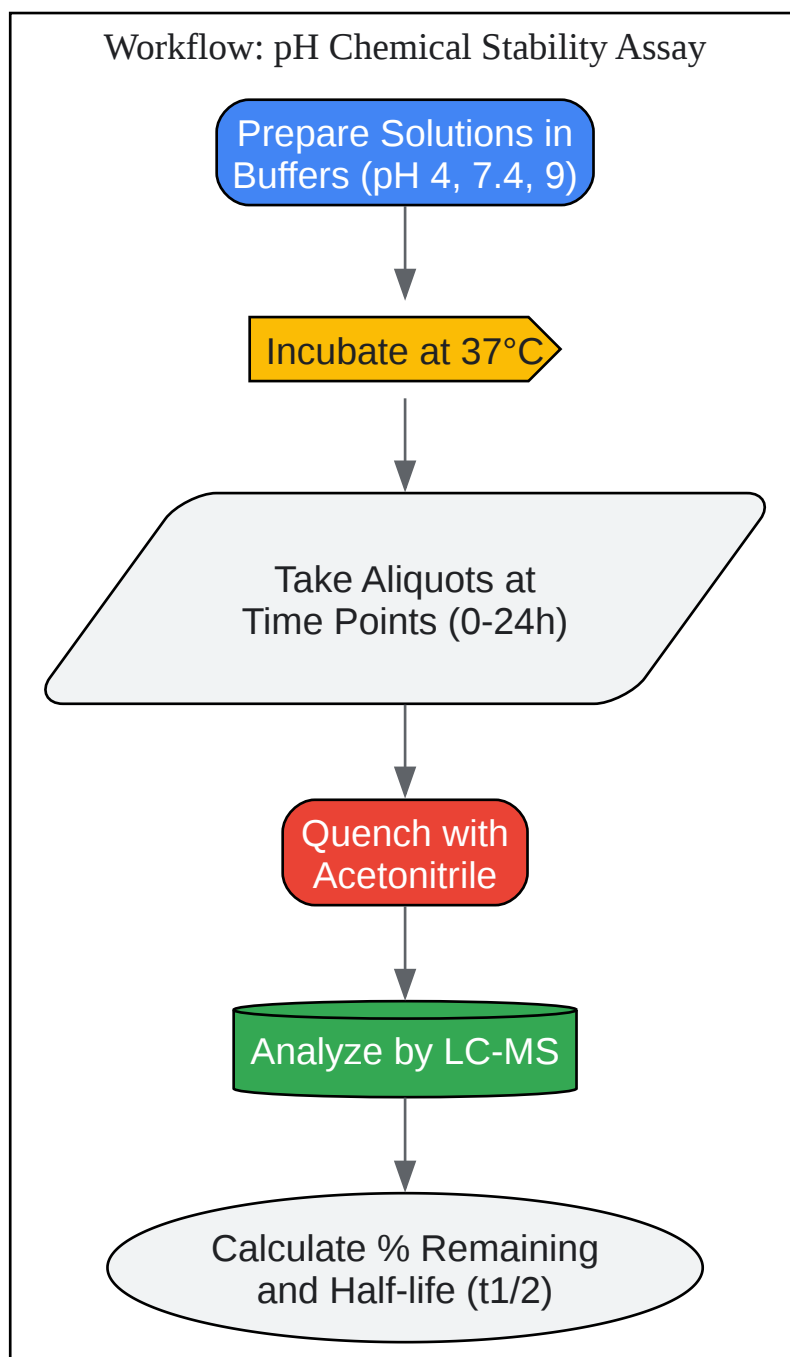 Workflow: pH Chemical Stability Assay
Prepare Solutions in
Buffers (pH 4, 7.4, 9)
Incubate at 37°C
Take Aliquots at
Time Points (0-24h)
Quench with
Acetonitrile
Analyze by LC-MS
Calculate % Remaining
and Half-life (t1/2)